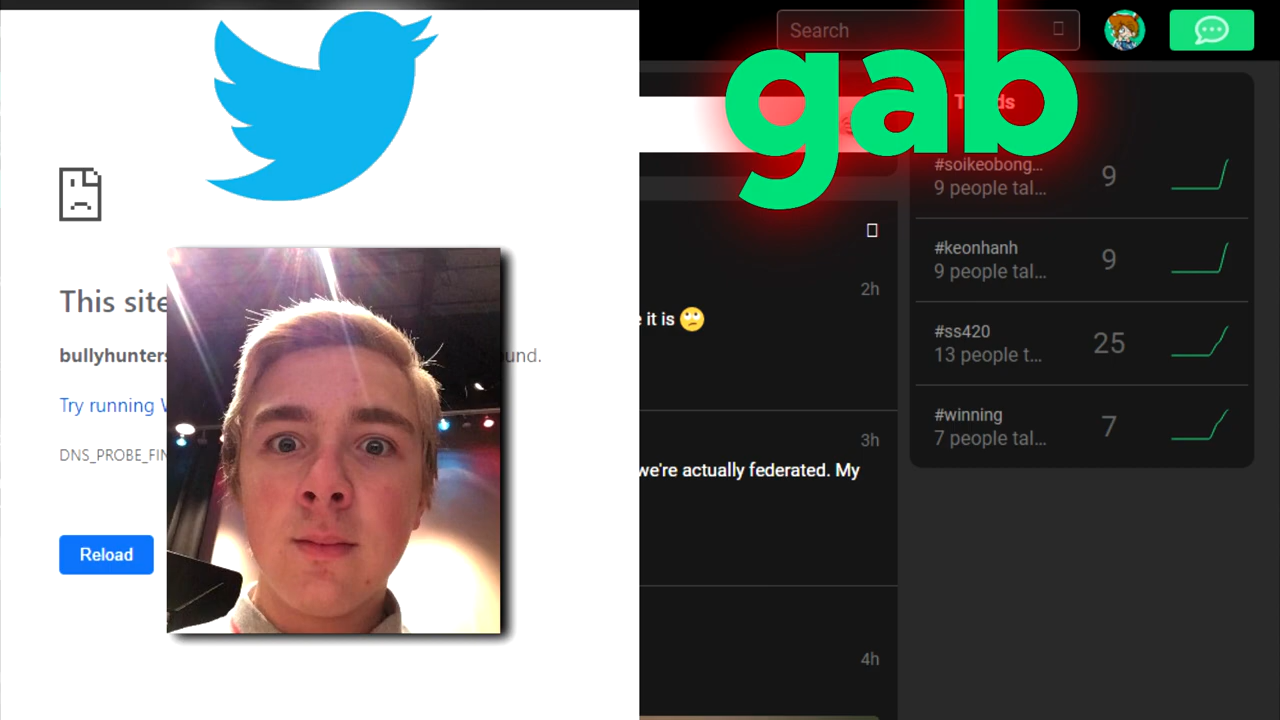 This site
bullyhunters
ound.
Try running
DNS_PROBE_FIN
Reload
Search
gab
#soikeobong...
9 people tal...
9
#keonhanh
9 people tal...
9
#ss420
13 people t...
25
#winning
7 people tal...
7
2h
it is 🙄
3h
we're actually federated. My
4h